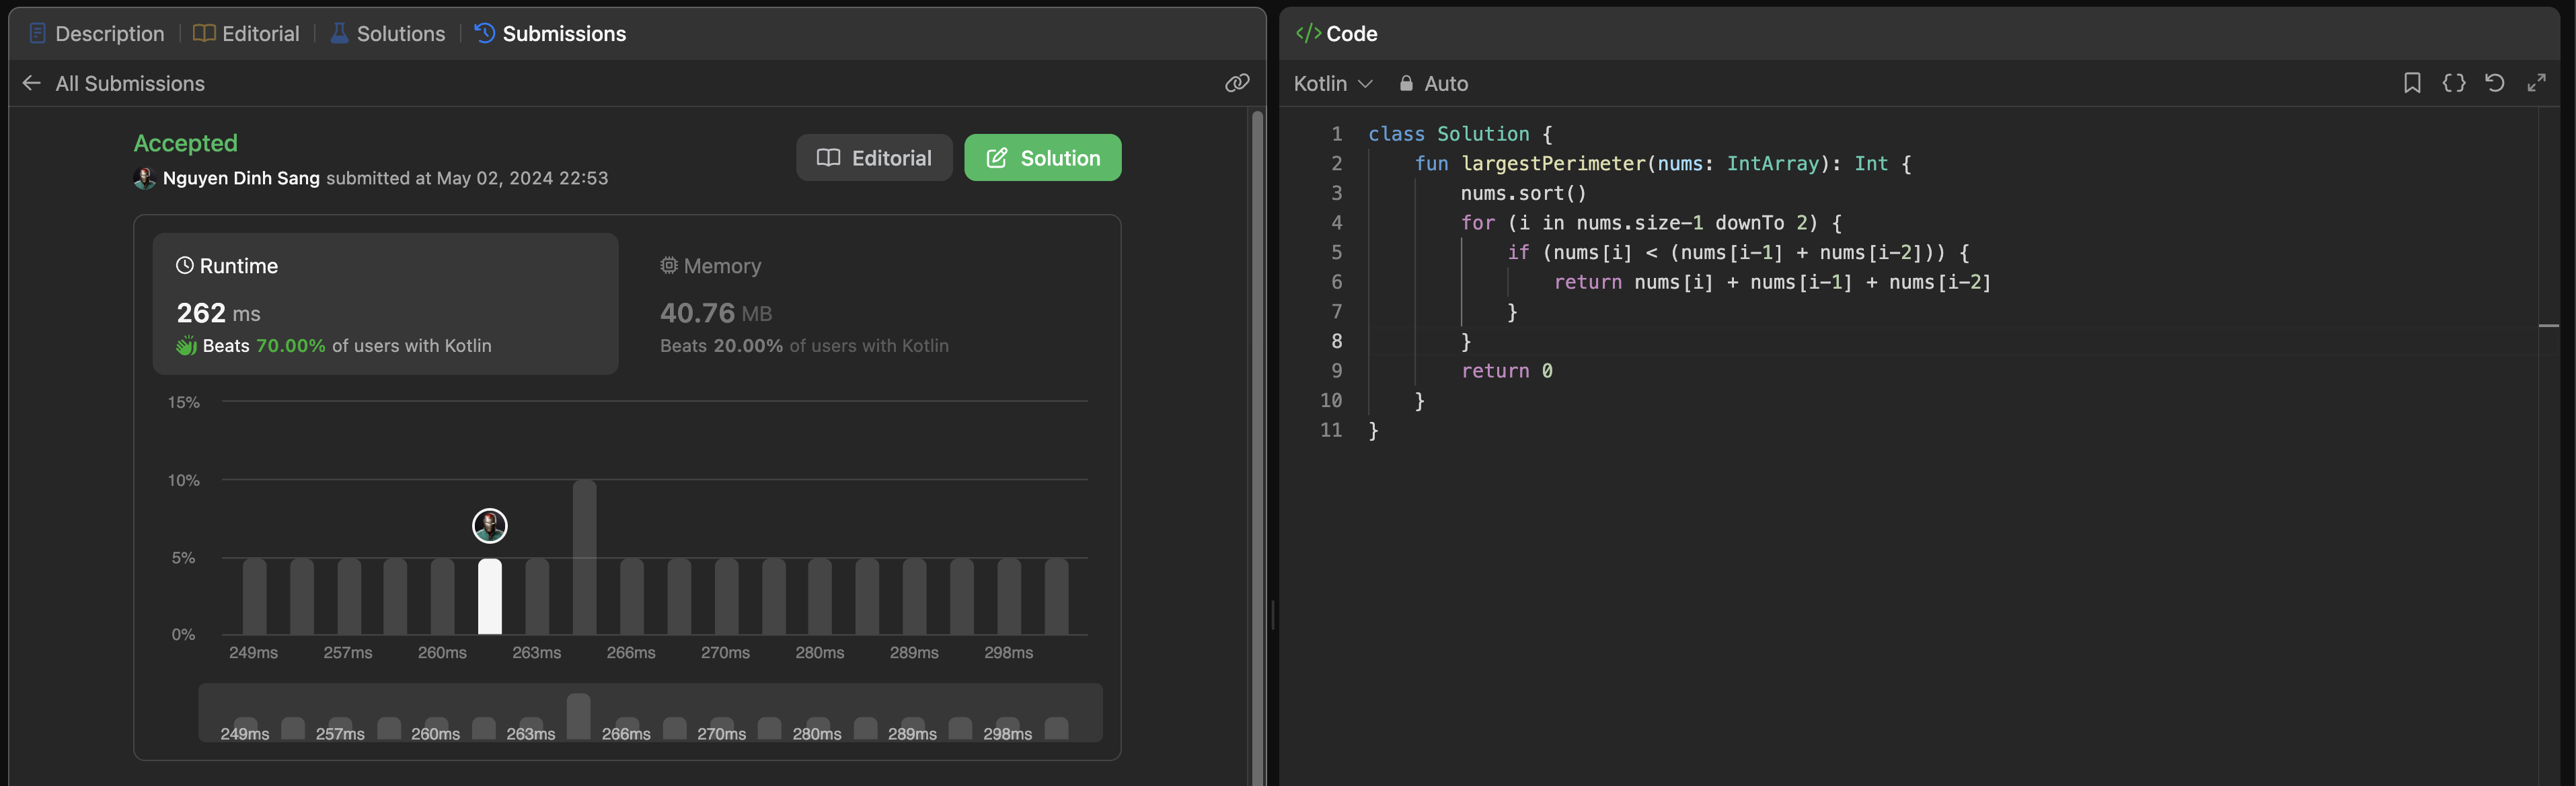 Description | Editorial | Solutions | Submissions
All Submissions
Accepted
Nguyen Dinh Sang submitted at May 02, 2024 22:53
Editorial
Solution
Runtime
262 ms
Beats 70.00% of users with Kotlin
Memory
40.76 MB
Beats 20.00% of users with Kotlin
15%
10%
5%
0%
249ms 257ms 260ms 263ms 266ms 270ms 280ms 289ms 298ms
249ms 257ms 260ms 263ms 266ms 270ms 280ms 289ms 298ms
</> Code
Kotlin Auto
{}
1 class Solution {
2     fun largestPerimeter(nums: IntArray): Int {
3         nums.sort()
4         for (i in nums.size-1 downTo 2) {
5             if (nums[i] < (nums[i-1] + nums[i-2])) {
6                 return nums[i] + nums[i-1] + nums[i-2]
7             }
8         }
9         return 0
10     }
11 }